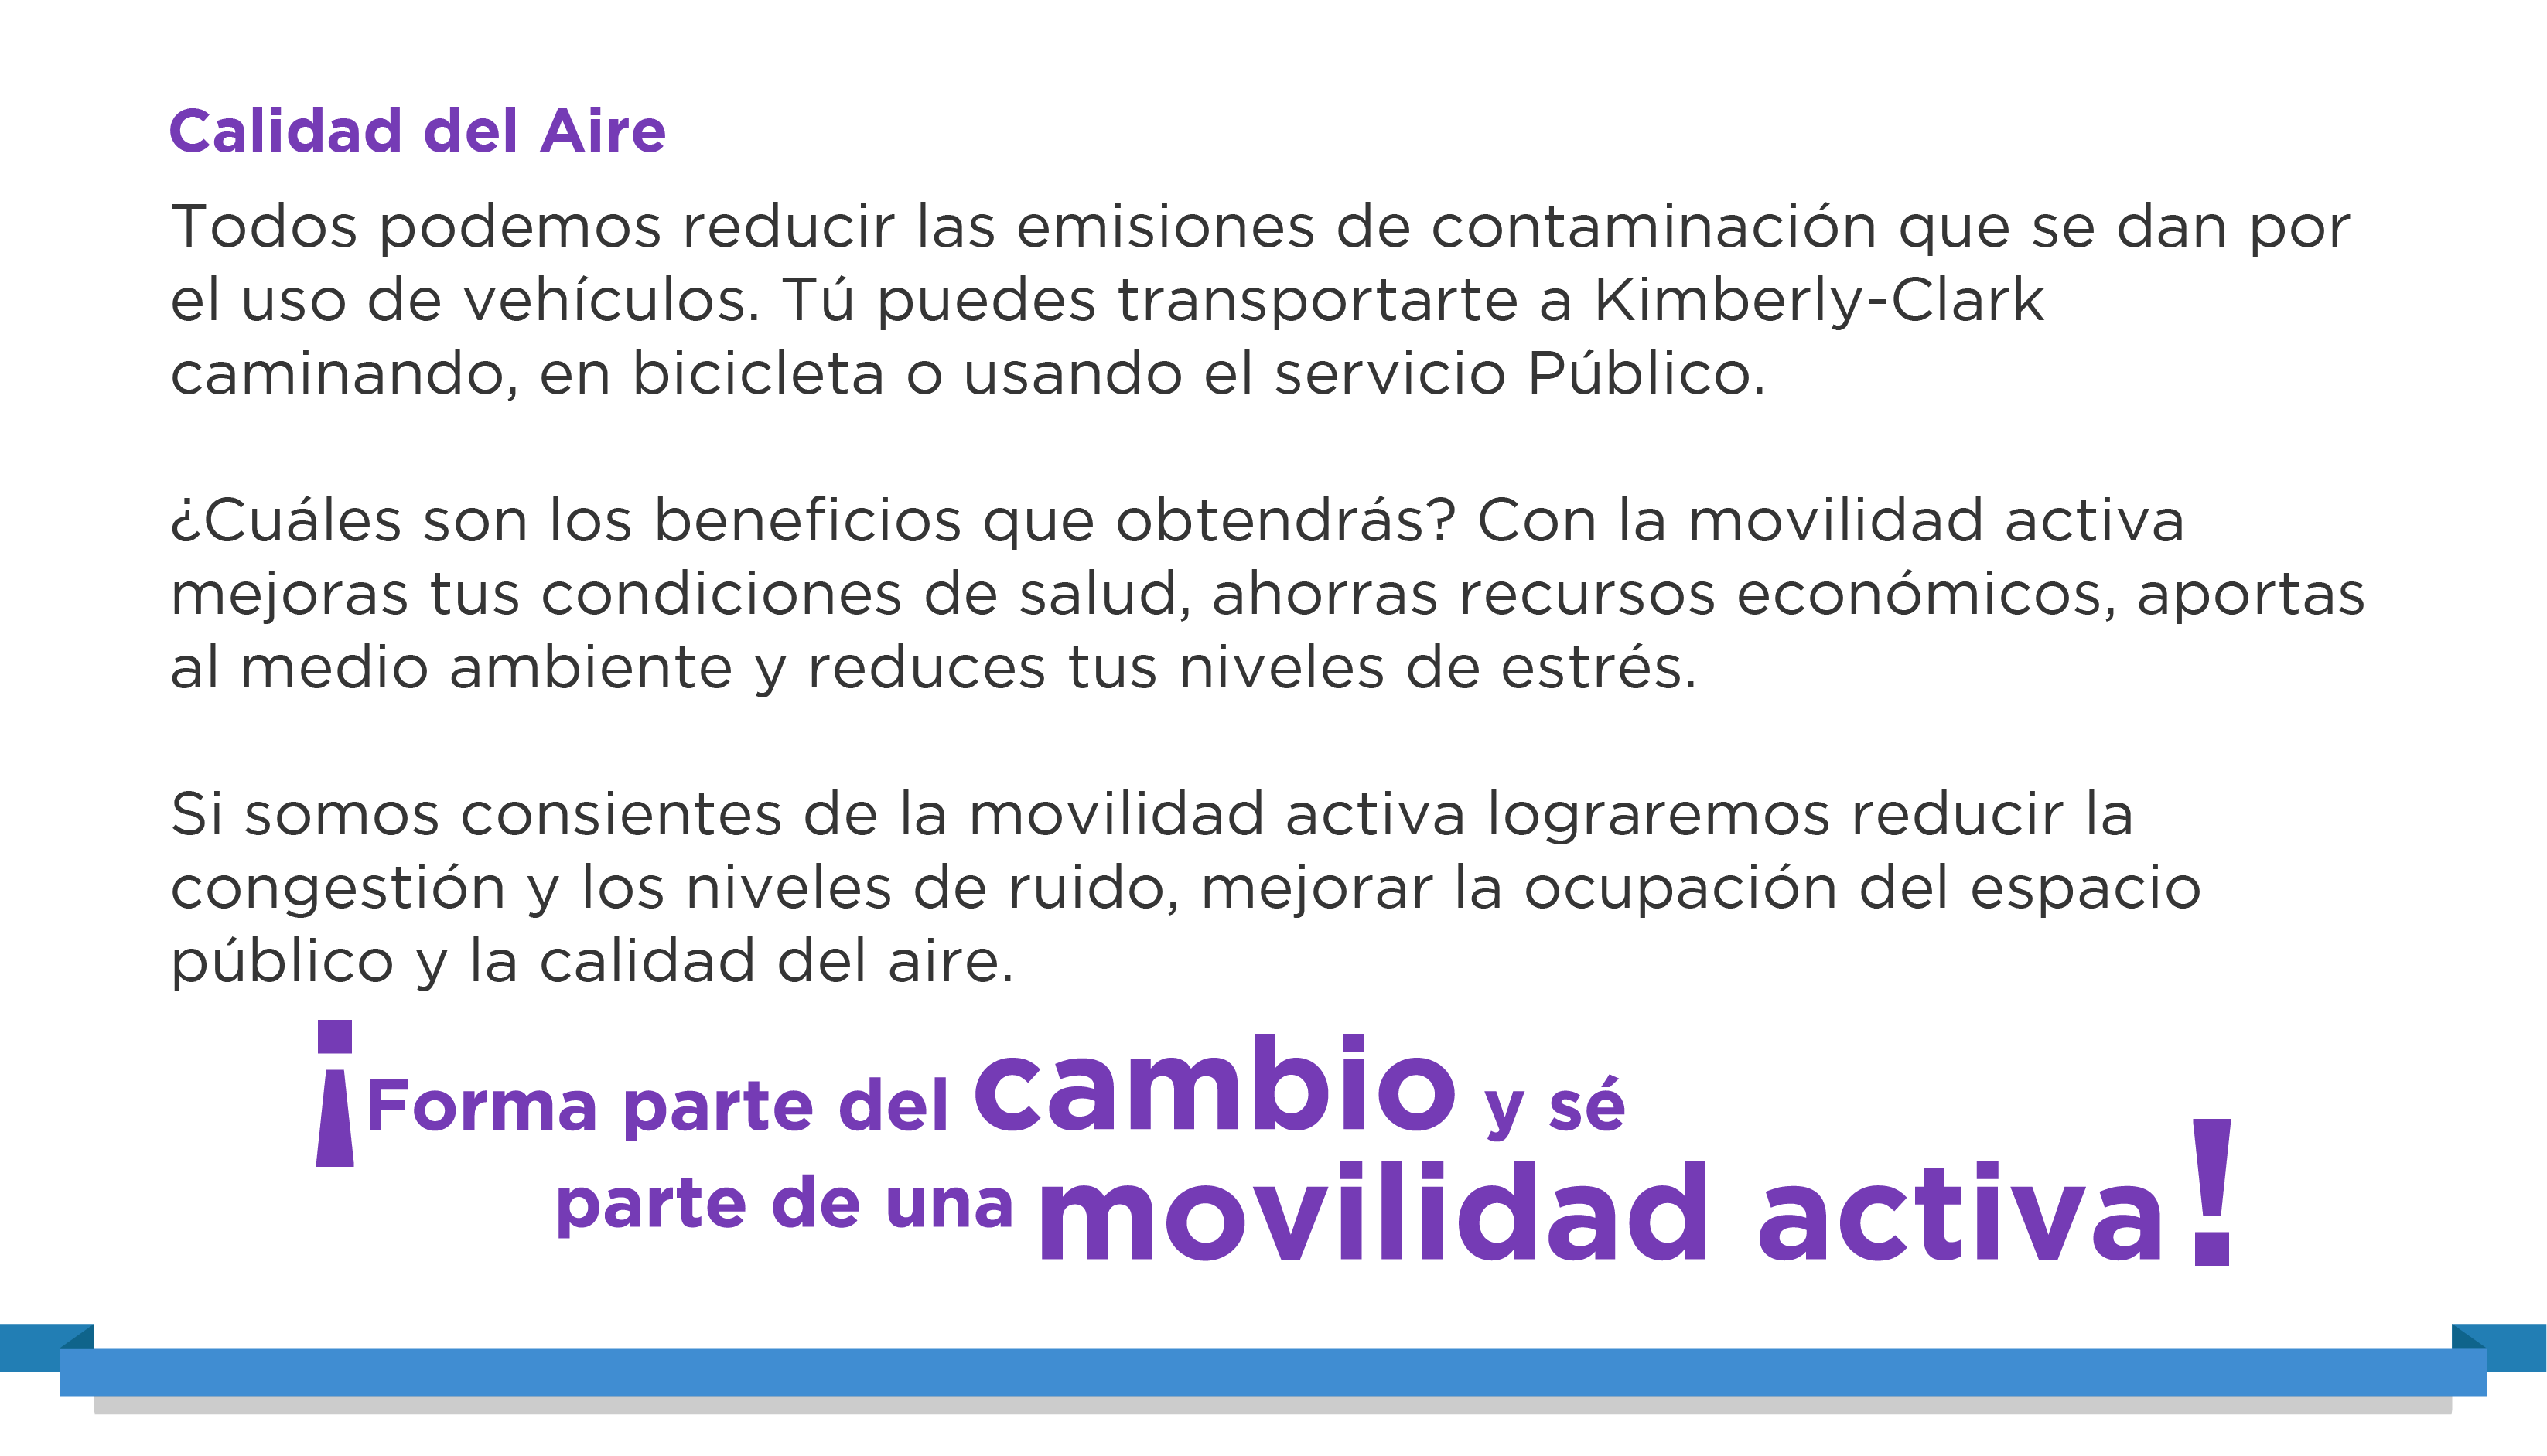 Calidad del Aire
Todos podemos reducir las emisiones de contaminación que se dan por
el uso de vehículos. Tú puedes transportarte a Kimberly-Clark
caminando, en bicicleta o usando el servicio Público.
¿Cuáles son los beneficios que obtendrás? Con la movilidad activa
mejoras tus condiciones de salud, ahorras recursos económicos, aportas
al medio ambiente y reduces tus niveles de estrés.
Si somos consientes de la movilidad activa lograremos reducir la
congestión y los niveles de ruido, mejorar la ocupación del espacio
público y la calidad del aire.
¡Forma parte del cambio y sé
parte de una movilidad activa!